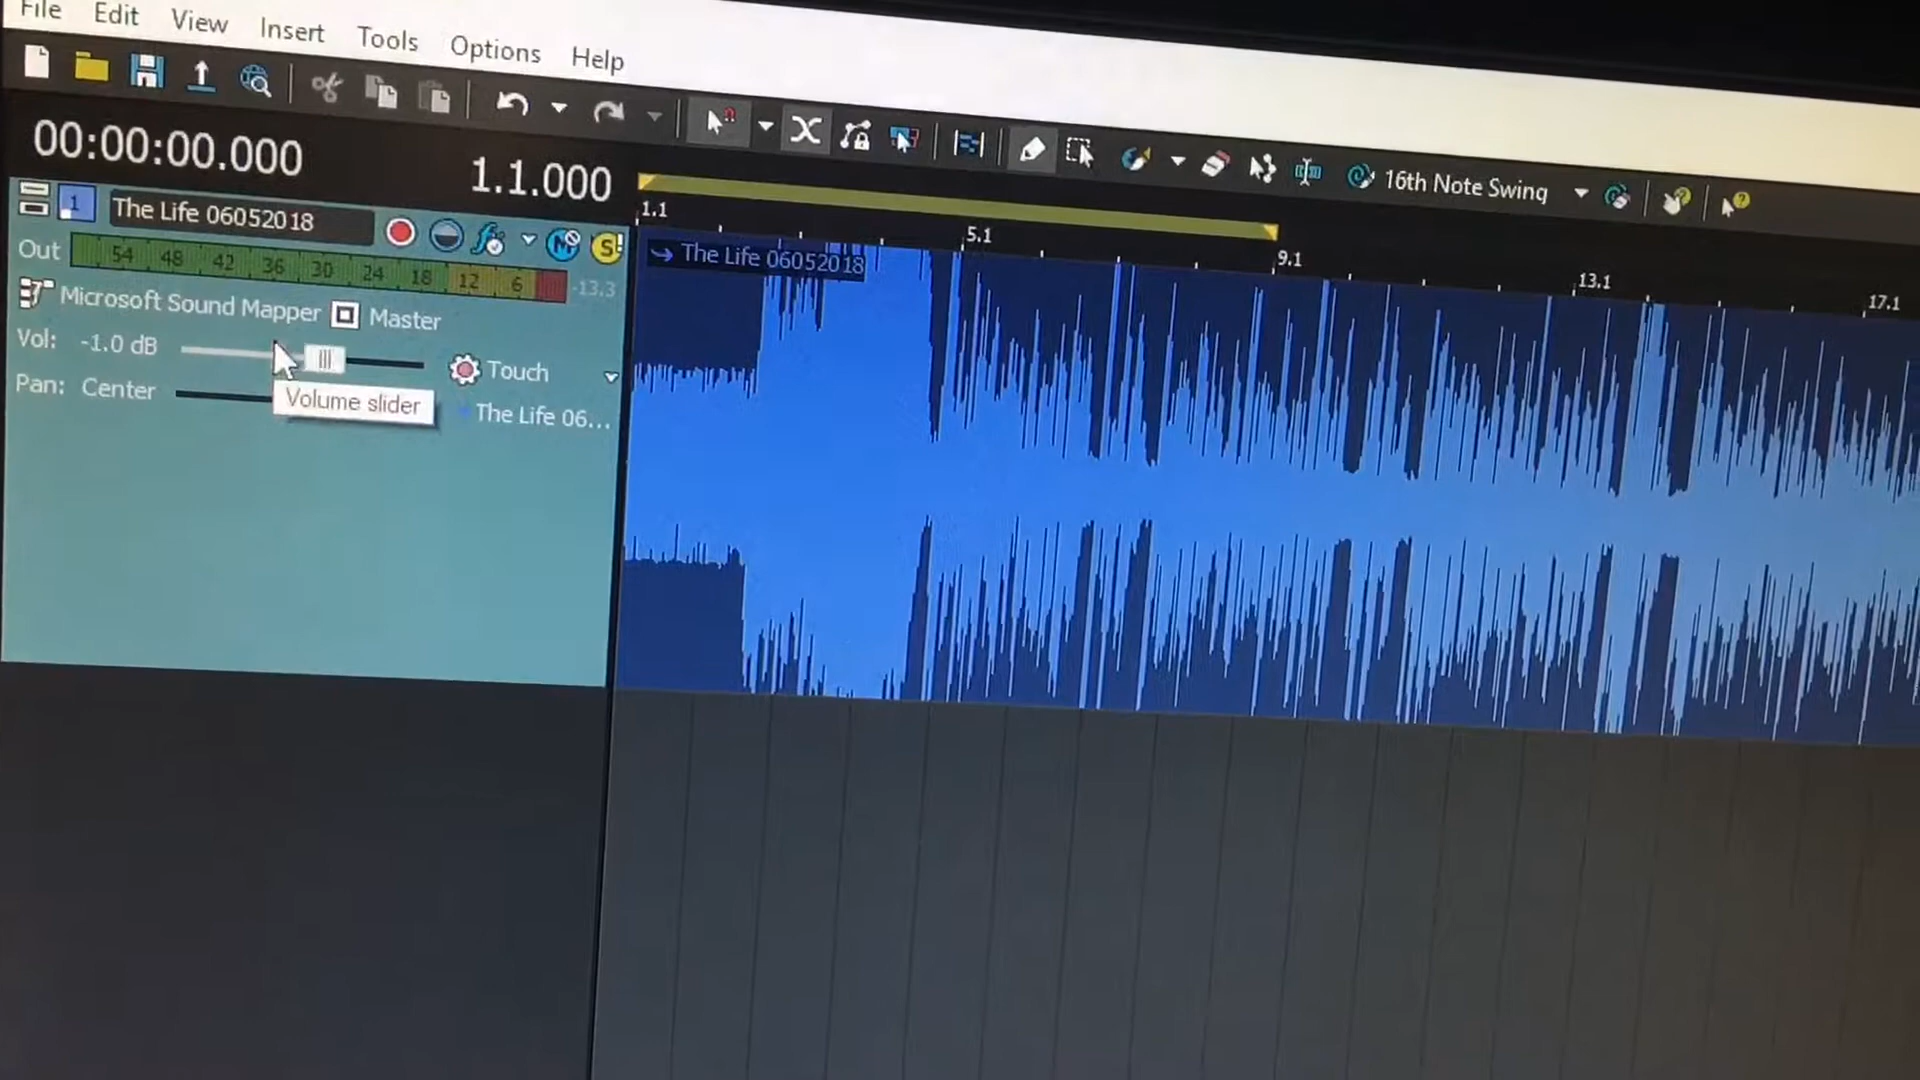 File Edit View Insert Tools Options Help
16th Note Swing
00:00:00.000
1.1.000
1 The Life 06052018
Out 54 48 42 36 30 24 18 12 6 -13.3
Microsoft Sound Mapper Master
Vol: -1.0 dB Touch
Pan: Center
Volume slider
The Life 06...
1.1 5.1 9.1 13.1 17.1
The Life 06052018